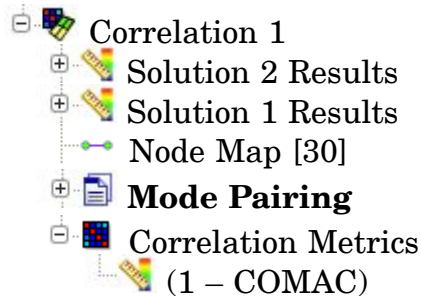 Correlation 1
Solution 2 Results
Solution 1 Results
Node Map [30]
Mode Pairing
Correlation Metrics
(1 – COMAC)